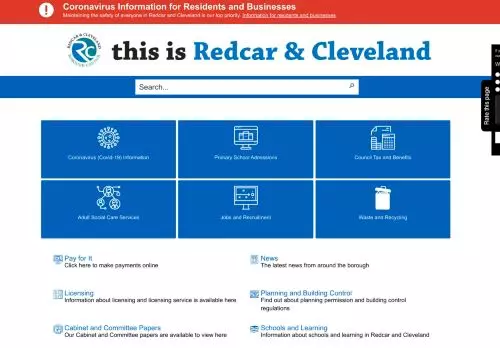 Coronavirus Information for Residents and Businesses
Maintaining the safety of everyone in Redcar and Cleveland is our top priority. Information for residents and businesses
REDCAR & CLEVELAND
this is Redcar & Cleveland
Search...
Rate this page
Coronavirus (Covid-19) Information
Primary School Admissions
Council Tax and Benefits
Adult Social Care Services
Jobs and Recruitment
Waste and Recycling
Pay for It
Click here to make payments online
News
The latest news from around the borough
Licensing
Information about licensing and licensing service is available here
Planning and Building Control
Find out about planning permission and building control
regulations
Cabinet and Committee Papers
Our Cabinet and Committee papers are available to view here
Schools and Learning
Information about schools and learning in Redcar and Cleveland